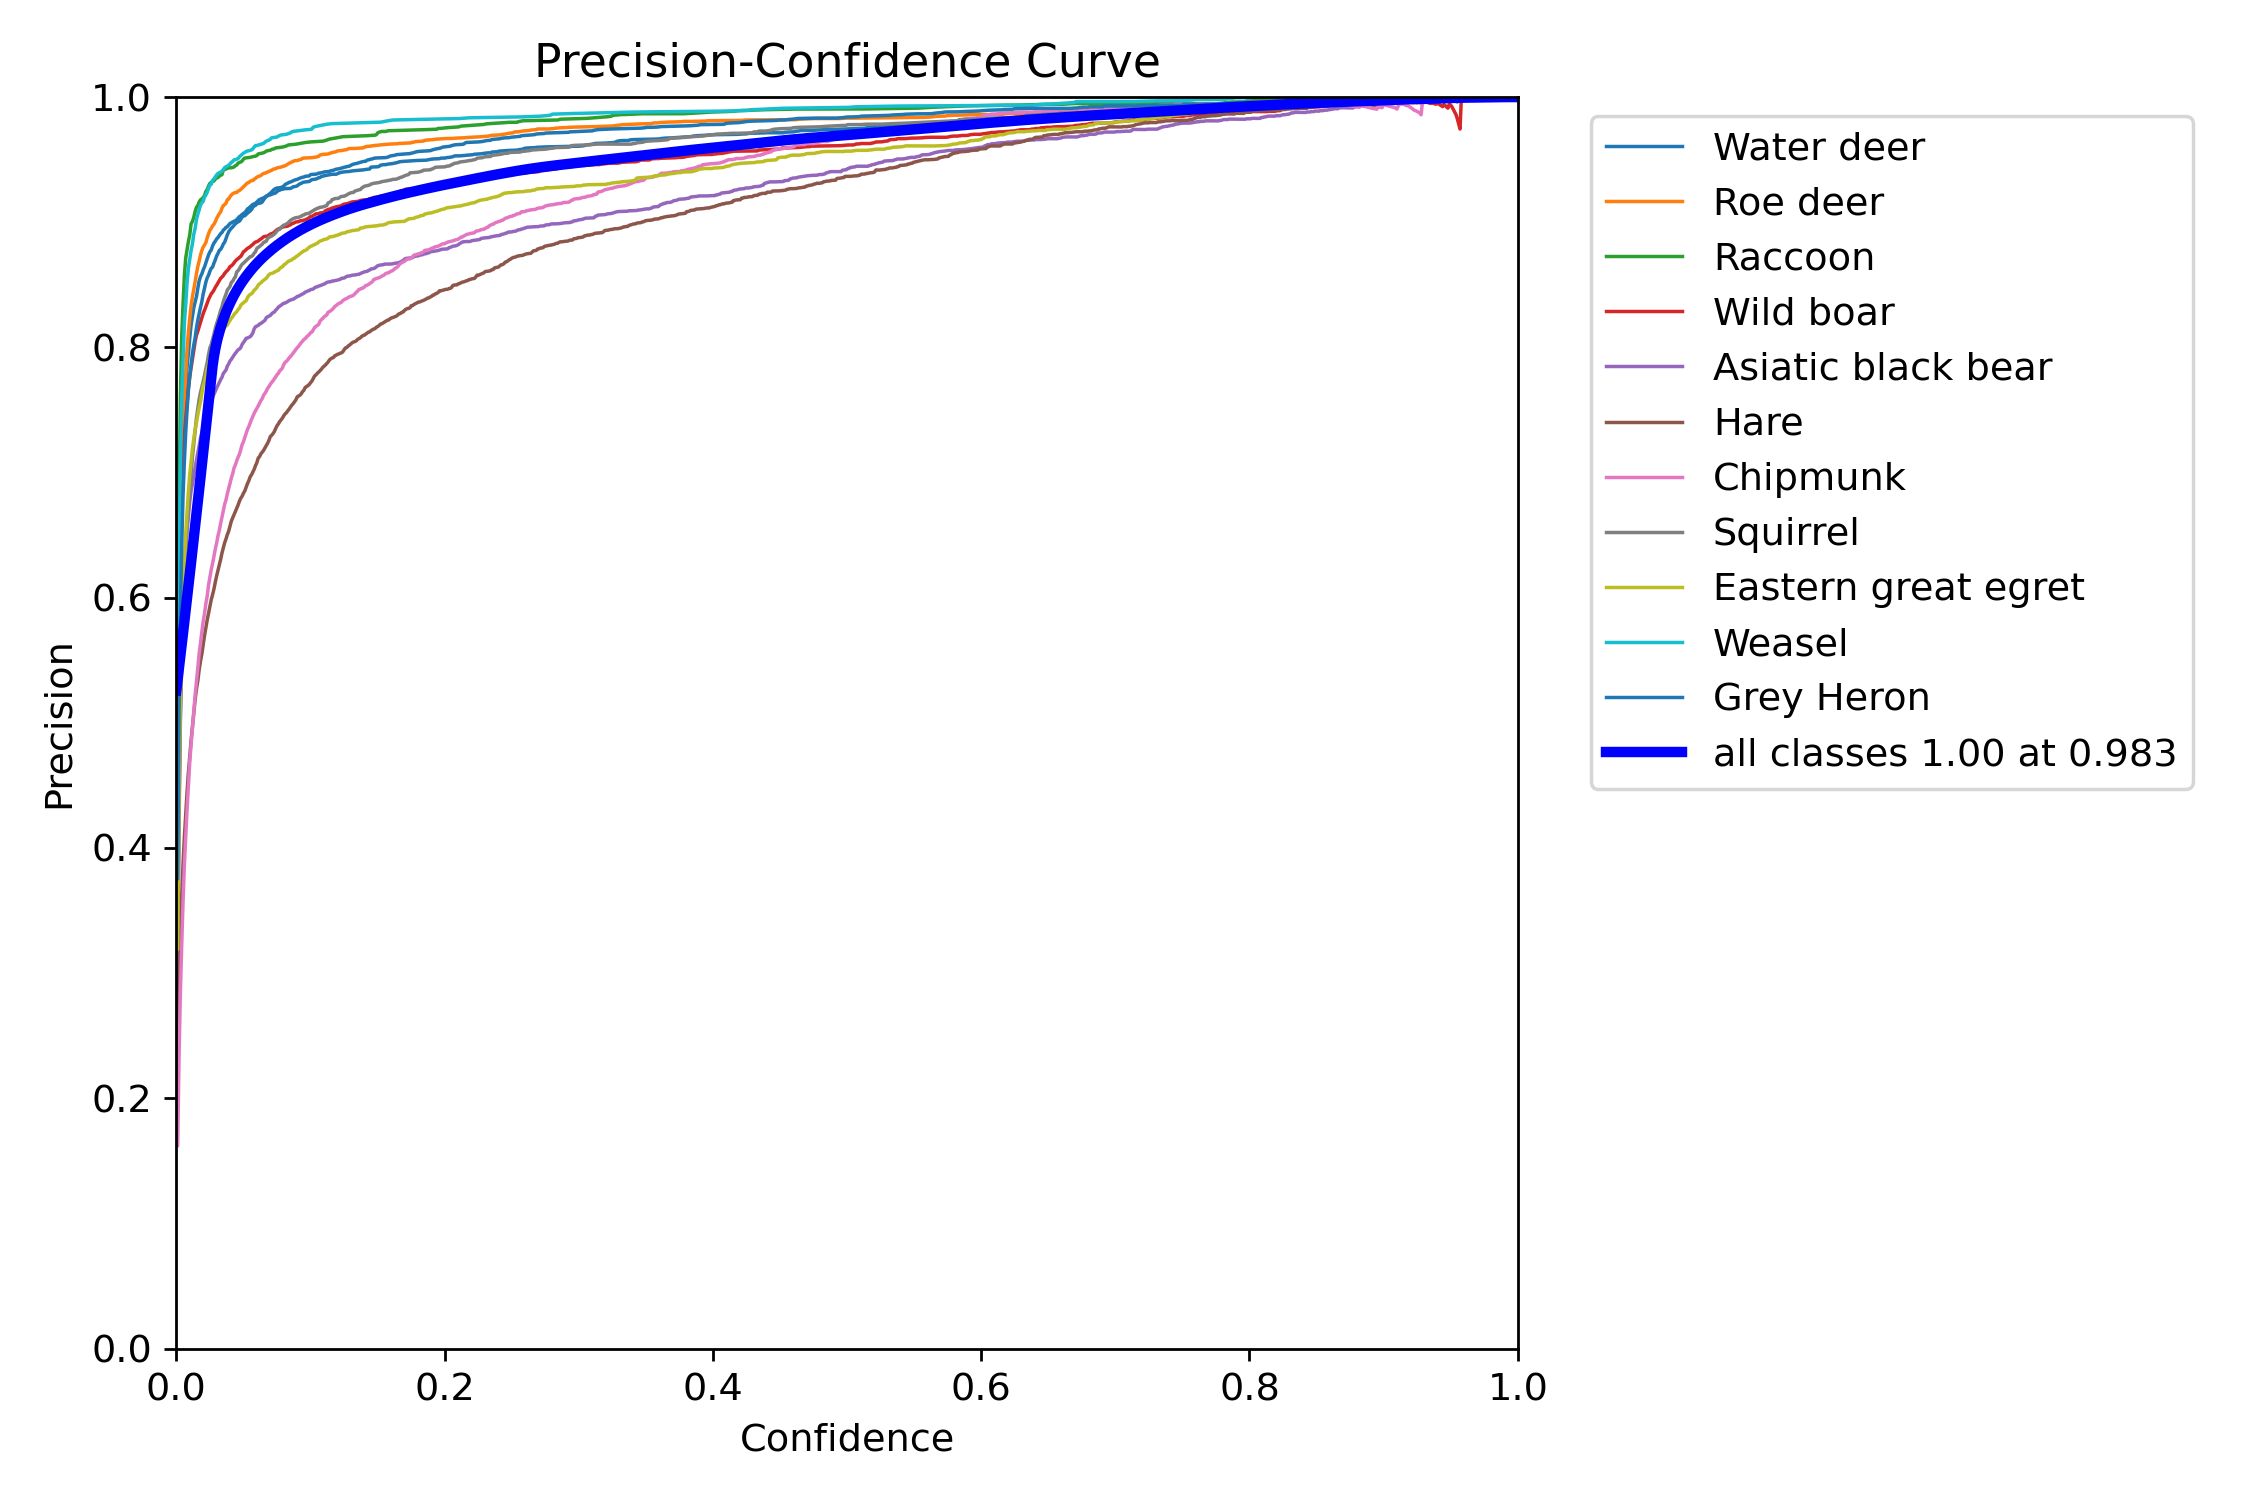 Precision-Confidence Curve
1.0
0.8
0.6
0.4
0.2
0.0
Precision
0.0 0.2 0.4 0.6 0.8 1.0
Confidence
Water deer
Roe deer
Raccoon
Wild boar
Asiatic black bear
Hare
Chipmunk
Squirrel
Eastern great egret
Weasel
Grey Heron
all classes 1.00 at 0.983